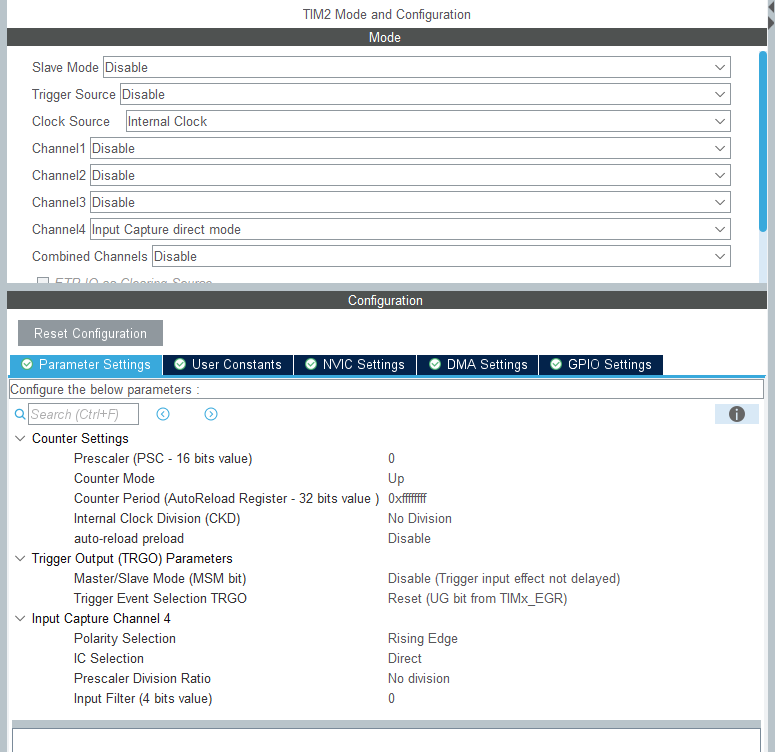 TIM2 Mode and Configuration
Mode
Slave Mode Disable
Trigger Source Disable
Clock Source Internal Clock
Channel1 Disable
Channel2 Disable
Channel3 Disable
Channel4 Input Capture direct mode
Combined Channels Disable
ETR IO as Clearing Source
Configuration
Reset Configuration
Parameter Settings User Constants NVIC Settings DMA Settings GPIO Settings
Configure the below parameters :
Search (Ctrl+F)
Counter Settings
Prescaler (PSC - 16 bits value) 0
Counter Mode Up
Counter Period (AutoReload Register - 32 bits value ) 0xffffffff
Internal Clock Division (CKD) No Division
auto-reload preload Disable
Trigger Output (TRGO) Parameters
Master/Slave Mode (MSM bit) Disable (Trigger input effect not delayed)
Trigger Event Selection TRGO Reset (UG bit from TIMx_EGR)
Input Capture Channel 4
Polarity Selection Rising Edge
IC Selection Direct
Prescaler Division Ratio No division
Input Filter (4 bits value) 0